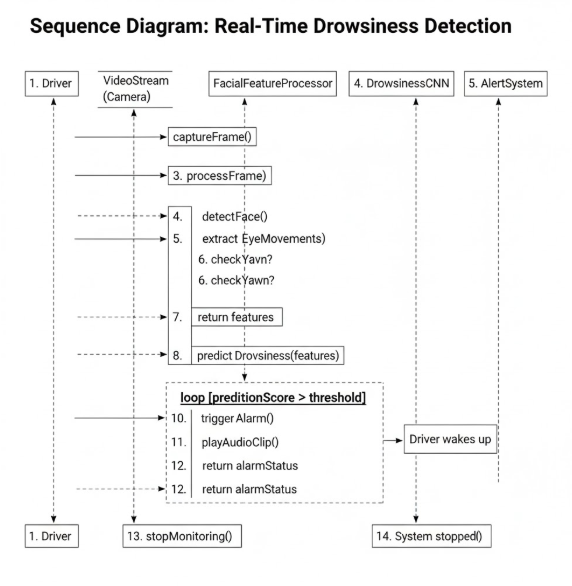 Sequence Diagram: Real-Time Drowsiness Detection
1. Driver
VideoStream
(Camera)
FacialFeatureProcessor
4. DrowsinessCNN
5. AlertSystem
captureFrame()
3. processFrame)
4. detectFace()
5. extract EyeMovements)
6. checkYavn?
6. checkYawn?
7. return features
8. predict Drovsiness(features)
loop [preditionScore > threshold]
10. trigger Alarm()
11. playAudioClip()
Driver wakes up
12. return alarmStatus
12. return alarmStatus
1. Driver
13. stopMonitoring()
14. System stopped()